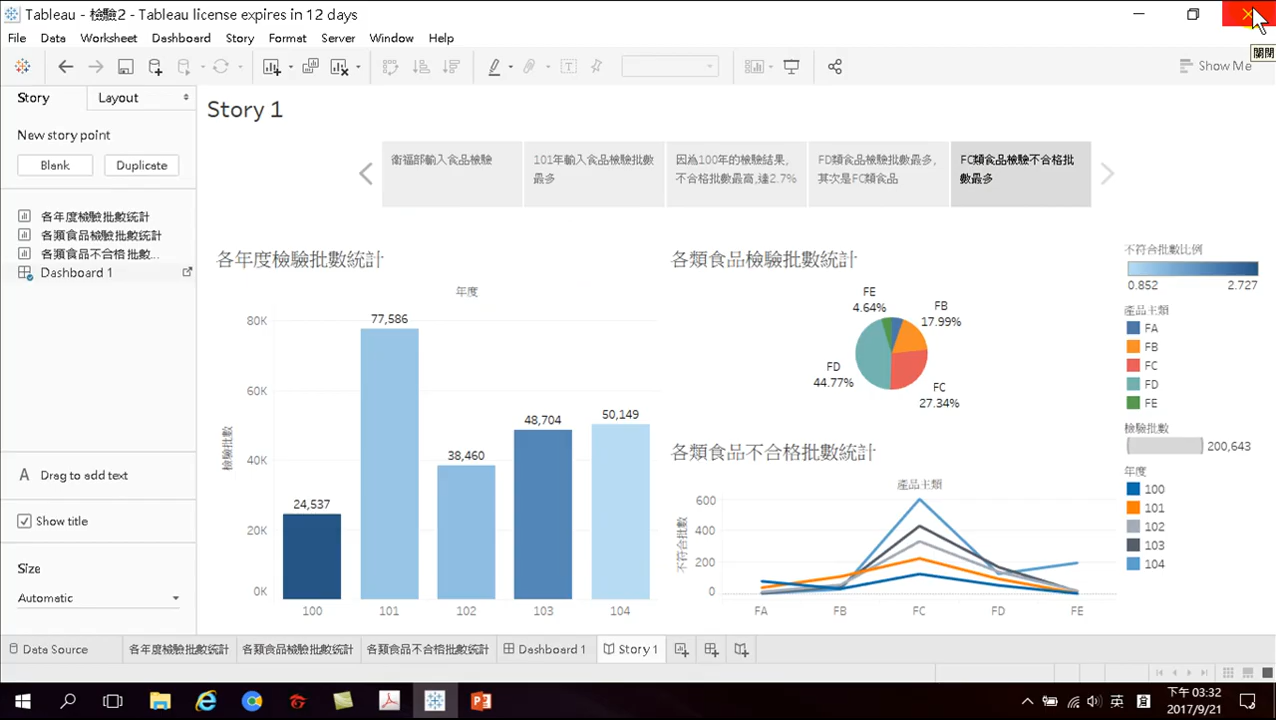 Tableau - 檢驗2 - Tableau license expires in 12 days
關閉
File Data Worksheet Dashboard Story Format Server Window Help
Show Me
Story Layout
New story point
Blank Duplicate
各年度檢驗批數統計
各類食品檢驗批數統計
各類食品不合格批數...
Dashboard 1
A Drag to add text
Show title
Size
Automatic
Story 1
衛福部輸入食品檢驗
101年輸入食品檢驗批數
最多
因為100年的檢驗結果,
不合格批數最高,達2.7%
FD類食品檢驗批數最多,
其次是FC類食品
FC類食品檢驗不合格批
數最多
各年度檢驗批數統計
年度
檢驗批數
80K
60K
40K
20K
0K
24,537
77,586
38,460
48,704
50,149
100 101 102 103 104
各類食品檢驗批數統計
FE
4.64%
FB
17.99%
FD
44.77%
FC
27.34%
各類食品不合格批數統計
產品主類
不符合批數
600
400
200
0
FA FB FC FD FE
不符合批數比例
0.852 2.727
產品主類
FA
FB
FC
FD
FE
檢驗批數
200,643
年度
100
101
102
103
104
Data Source 各年度檢驗批數統計 各類食品檢驗批數統計 各類食品不合格批數統計 Dashboard 1 Story 1
英
下午 03:32
2017/9/21